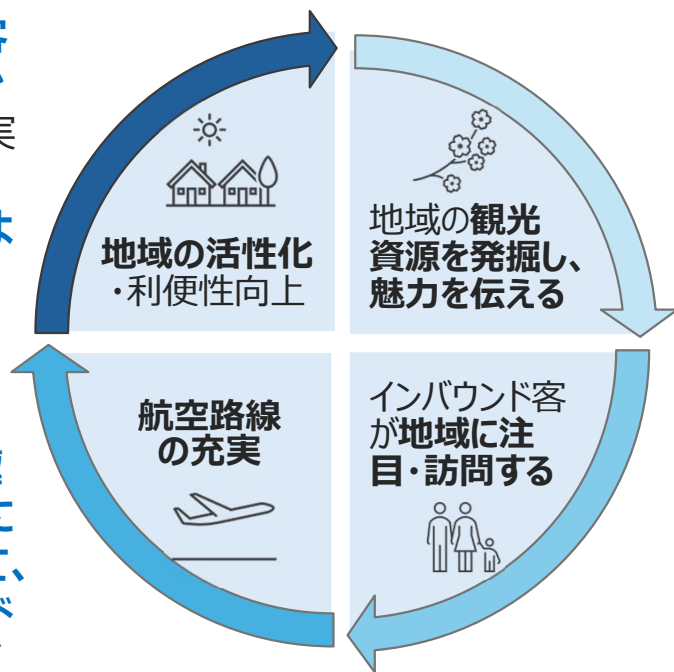 実
地域の活性化
・利便性向上
地域の観光
資源を発掘し、
魅力を伝える
航空路線
の充実
インバウンド客
が地域に注
目・訪問する